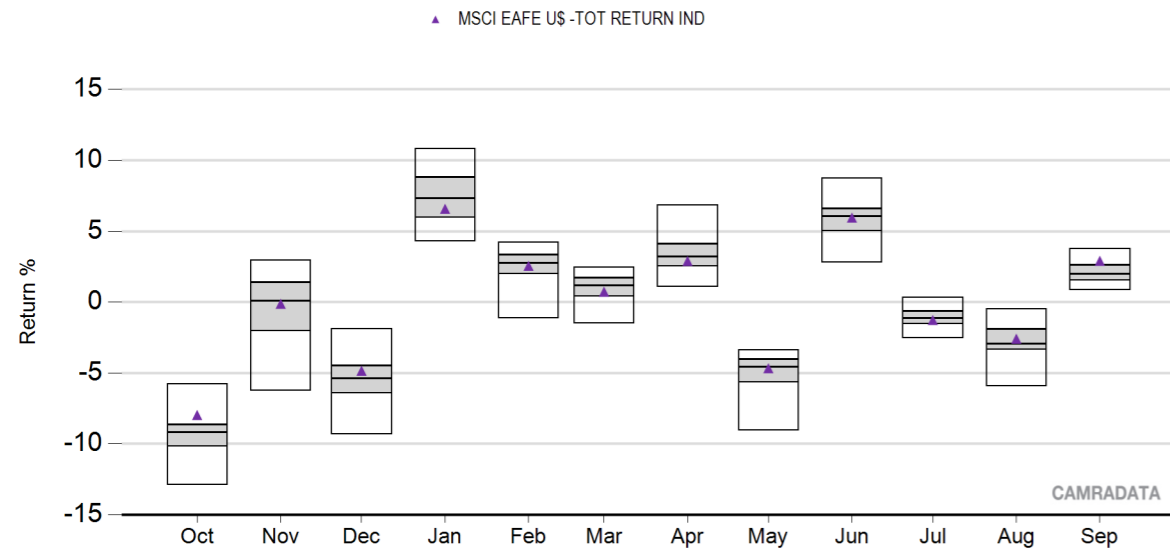 MSCI EAFE U$ -TOT RETURN IND
15
10
5
0
-5
-10
-15
Return %
CAMRADATA
Oct Nov Dec Jan Feb Mar Apr May Jun Jul Aug Sep